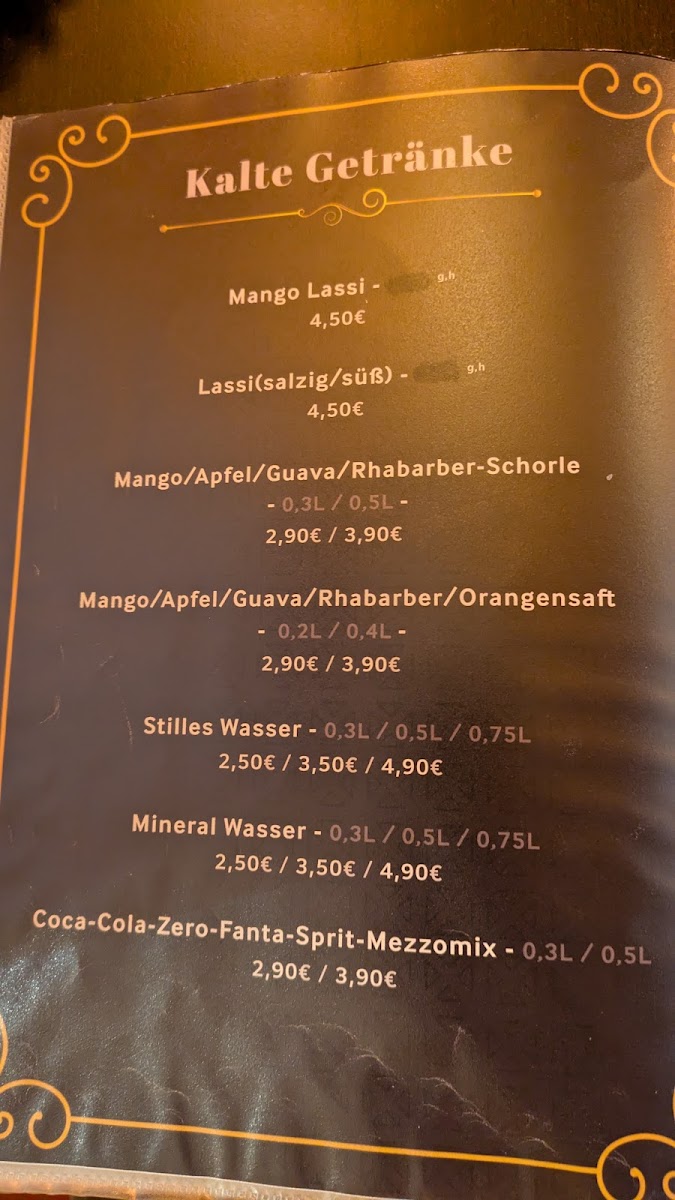 Kalte Getränke
Mango Lassi - g,h
4,50€
Lassi(salzig/süß) - g,h
4,50€
Mango/Apfel/Guava/Rhabarber-Schorle
- 0,3L / 0,5L -
2,90€ / 3,90€
Mango/Apfel/Guava/Rhabarber/Orangensaft
- 0,2L / 0,4L -
2,90€ / 3,90€
Stilles Wasser - 0,3L / 0,5L / 0,75L
2,50€ / 3,50€ / 4,90€
Mineral Wasser - 0,3L / 0,5L / 0,75L
2,50€ / 3,50€ / 4,90€
Coca-Cola-Zero-Fanta-Sprit-Mezzomix - 0,3L / 0,5L
2,90€ / 3,90€